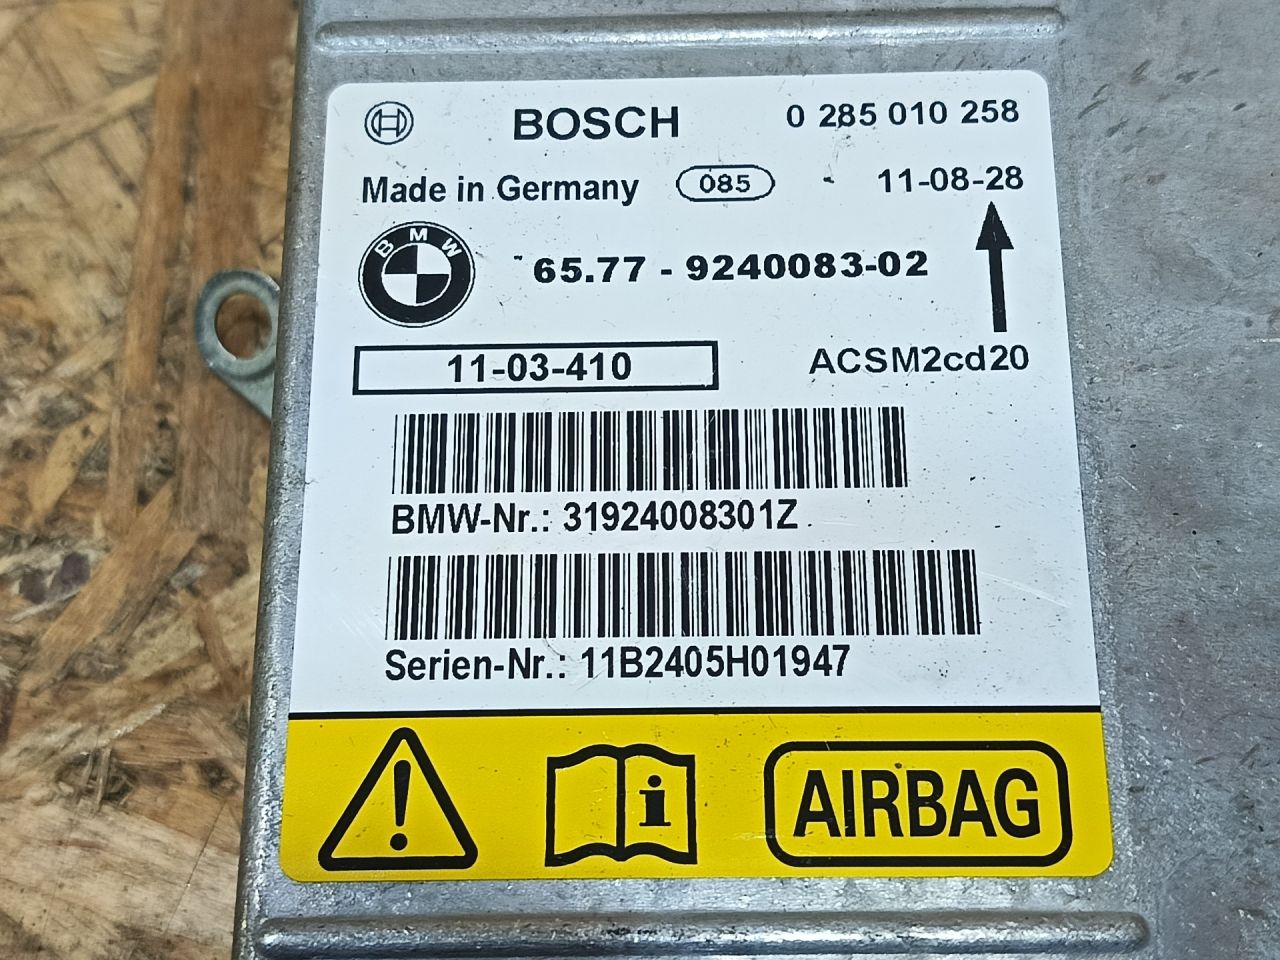 BOSCH 0 285 010 258
Made in Germany 085 - 11-08-28
BMW 65.77 - 9240083-02
11-03-410 ACSM2cd20
BMW-Nr.: 31924008301Z
Serien-Nr.: 11B2405H01947
! i AIRBAG